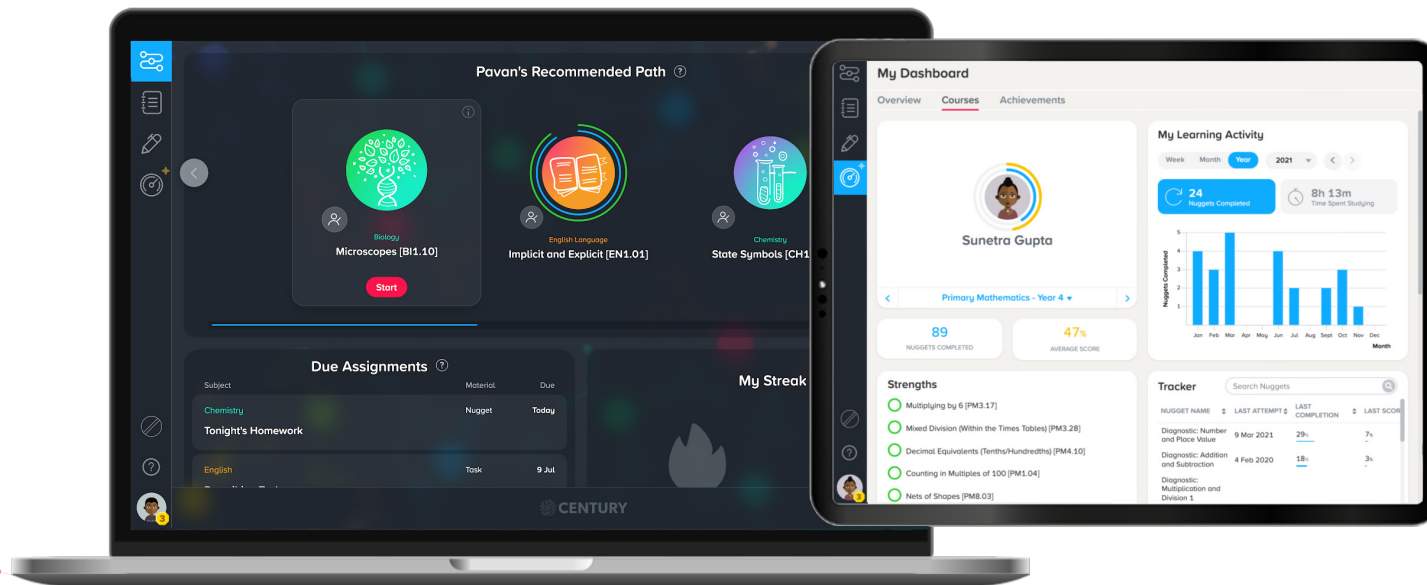 Pavan's Recommended Path ?
Biology
Microscopes [BI1.10]
Start
English Language
Implicit and Explicit [EN1.01]
Chemistry
State Symbols [CH1
Due Assignments ?
Subject Material Due
Chemistry Nugget Today
Tonight's Homework
English Task 9 Jul
My Streak
?
3
CENTURY
My Dashboard
Overview Courses Achievements
Sunetra Gupta
Primary Mathematics - Year 4
89
NUGGETS COMPLETED
47%
AVERAGE SCORE
Strengths
Multiplying by 6 [PM3.17]
Mixed Division (Within the Times Tables) [PM3.28]
Decimal Equivalents (Tenths/Hundredths) [PM4.10]
Counting in Multiples of 100 [PM1.04]
Nets of Shapes [PM8.03]
?
3
My Learning Activity
Week Month Year 2021
24
Nuggets Completed
8h 13m
Time Spent Studying
Nuggets Completed
5
4
3
2
1
Jan Feb Mar Apr May Jun Jul Aug Sept Oct Nov Dec
Month
Tracker Search Nuggets
NUGGET NAME LAST ATTEMPT LAST COMPLETION LAST SCOR
Diagnostic: Number
and Place Value 9 Mar 2021 29% 7%
Diagnostic: Addition
and Subtraction 4 Feb 2020 18% 3%
Diagnostic:
Multiplication and
Division 1